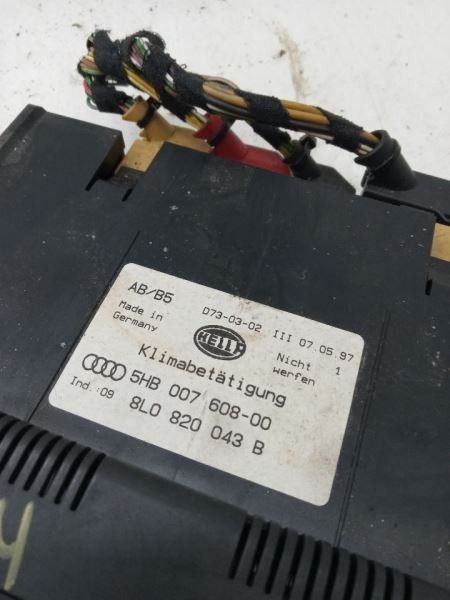 AB/B5 D73-03-02 III 07.05.97
Made in Germany HELLA Nicht werfen 1
Klimabetätigung
5HB 007 608-00
Ind.:09 8L0 820 043 B